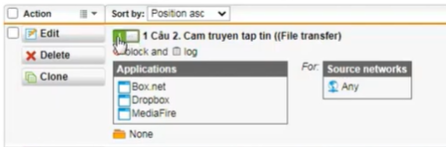 Action Sort by: Position asc
Edit 1 Câu 2. Cam truyen tap tin ((File transfer)
block and log
Delete
Clone
Applications For: Source networks
Box.net Any
Dropbox
MediaFire
None